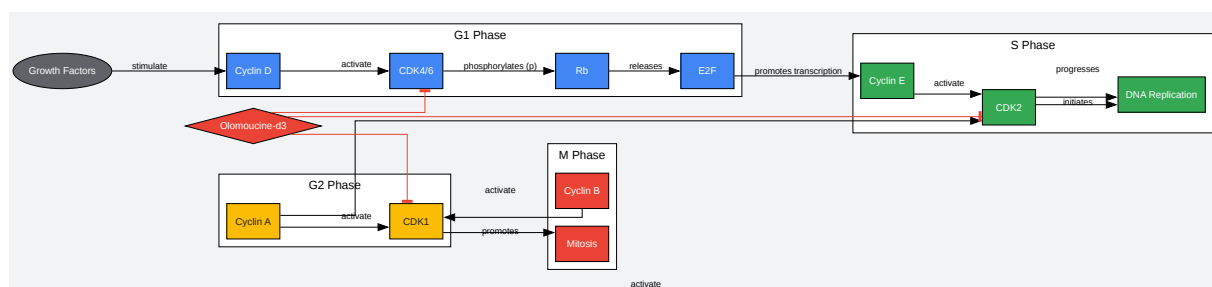 G1 Phase
S Phase
Growth Factors
stimulate
Cyclin D
activate
CDK4/6
phosphorylates (p)
Rb
releases
E2F
promotes transcription
Cyclin E
activate
CDK2
progresses
initiates
DNA Replication
Olomoucine-d3
G2 Phase
M Phase
Cyclin A
activate
CDK1
activate
Cyclin B
promotes
Mitosis
activate